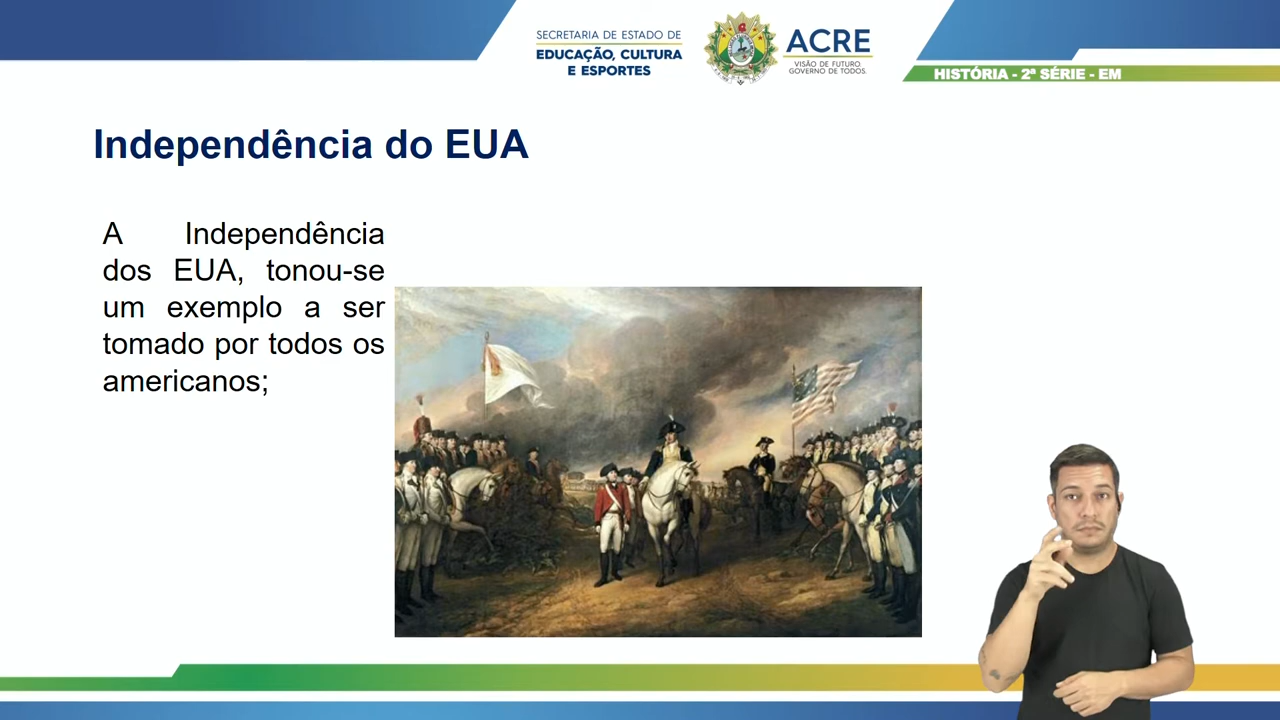 SECRETARIA DE ESTADO DE
EDUCAÇÃO, CULTURA
E ESPORTES
ACRE
VISÃO DE FUTURO.
GOVERNO DE TODOS.
HISTÓRIA - 2ª SÉRIE - EM
Independência do EUA
A Independência
dos EUA, tonou-se
um exemplo a ser
tomado por todos os
americanos;